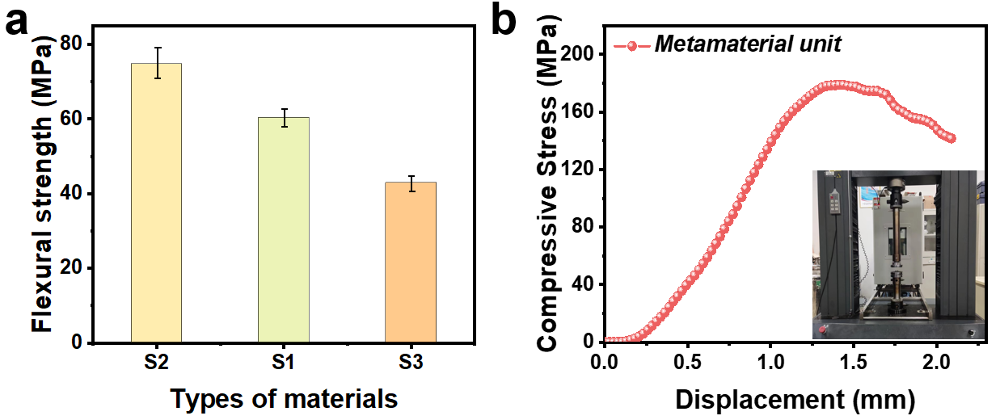 a
80
60
40
20
0
Flexural strength (MPa)
S2 S1 S3
Types of materials
b
Metamaterial unit
200
160
120
80
40
0
Compressive Stress (MPa)
0.0 0.5 1.0 1.5 2.0
Displacement (mm)